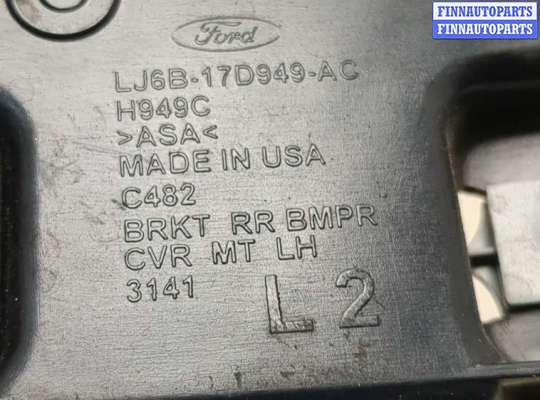 FINNAUTOPARTS
FINNAUTOPARTS
Ford
LJ6B-17D949-AC
H949C
>ASA<
MADE IN USA
C482
BRKT RR BMPR
CVR MT LH
3141
L 2